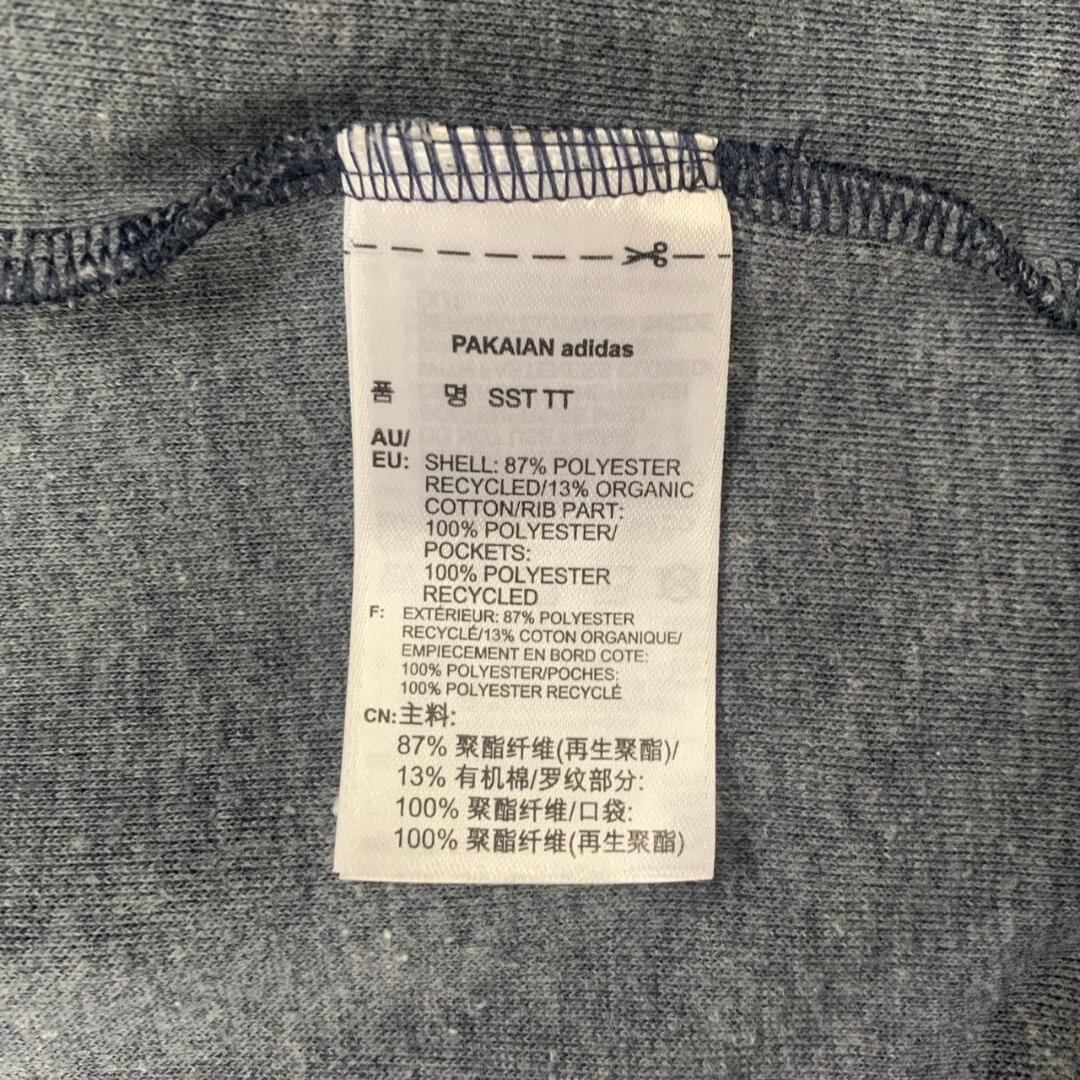 PAKAIAN adidas
품 명 SST TT
AU/
EU: SHELL: 87% POLYESTER
RECYCLED/13% ORGANIC
COTTON/RIB PART:
100% POLYESTER/
POCKETS:
100% POLYESTER
RECYCLED
F: EXTÉRIEUR: 87% POLYESTER
RECYCLÉ/13% COTON ORGANIQUE/
EMPIECEMENT EN BORD COTE:
100% POLYESTER/POCHES:
100% POLYESTER RECYCLÉ
CN: 主料:
87% 聚酯纤维(再生聚酯)/
13% 有机棉/罗纹部分:
100% 聚酯纤维/口袋:
100% 聚酯纤维(再生聚酯)